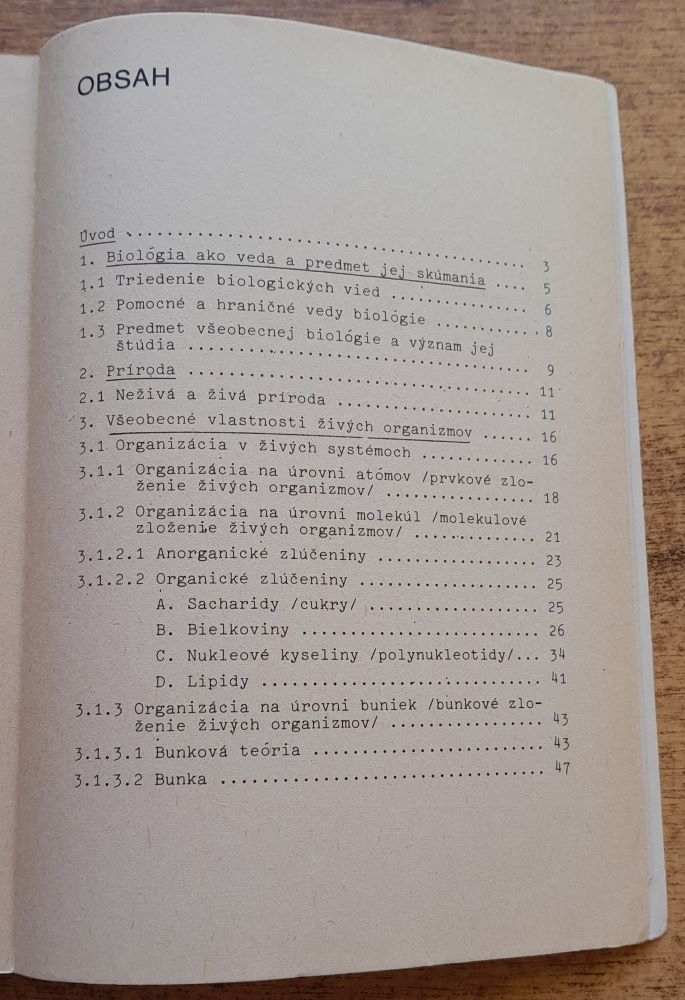 OBSAH
Úvod ........................................ 3
1. Biológia ako veda a predmet jej skúmania .... 5
1.1 Triedenie biologických vied ............... 6
1.2 Pomocné a hraničné vedy biológie ........... 8
1.3 Predmet všeobecnej biológie a význam jej
štúdia ................................... 9
2. Príroda ................................... 11
2.1 Neživá a živá príroda .................... 11
3. Všeobecné vlastnosti živých organizmov ...... 16
3.1 Organizácia v živých systémoch ............ 16
3.1.1 Organizácia na úrovni atómov /prvkové zlo-
ženie živých organizmov/ ................ 18
3.1.2 Organizácia na úrovni molekúl /molekulové
zloženie živých organizmov/ ............. 21
3.1.2.1 Anorganické zlúčeniny ................ 23
3.1.2.2 Organické zlúčeniny .................. 25
A. Sacharidy /cukry/ ................. 25
B. Bielkoviny ......................... 26
C. Nukleové kyseliny /polynukleotidy/... 34
D. Lipidy ............................. 41
3.1.3 Organizácia na úrovni buniek /bunkové zlo-
ženie živých organizmov/ ................ 43
3.1.3.1 Bunková teória ........................ 43
3.1.3.2 Bunka ................................. 47